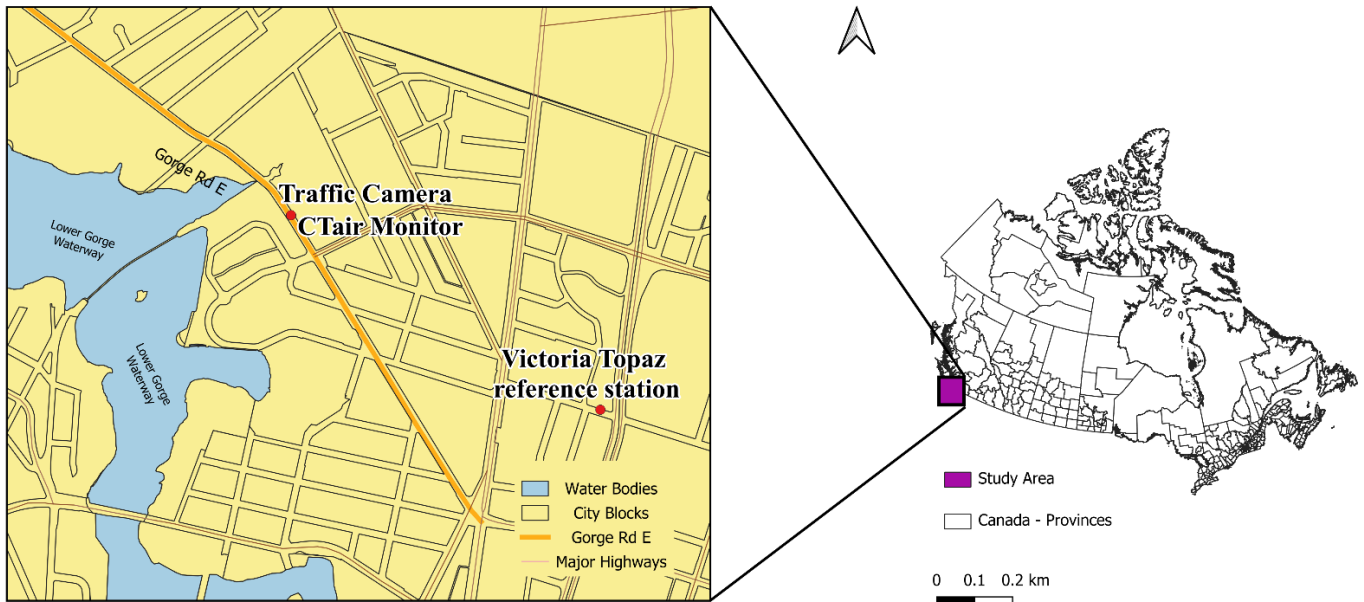 Gorge Rd E
Traffic Camera
CTair Monitor
Lower Gorge
Waterway
Lower Gorge
Waterway
Victoria Topaz
reference station
Water Bodies
City Blocks
Gorge Rd E
Major Highways
Study Area
Canada - Provinces
0 0.1 0.2 km